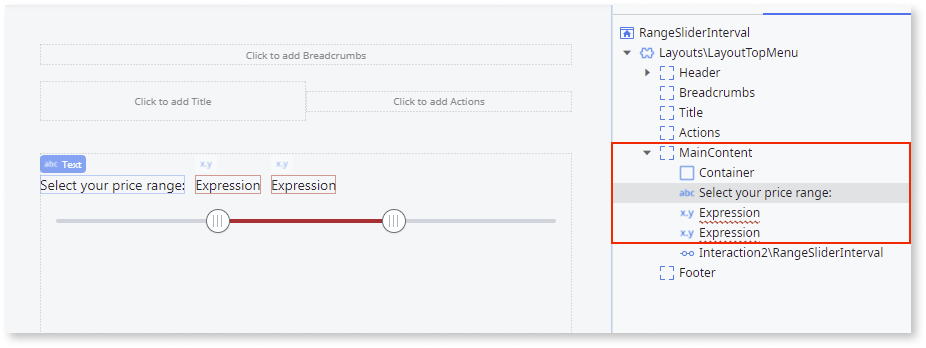 Click to add Breadcrumbs
Click to add Title
Click to add Actions
abc Text
x.y
x.y
Select your price range:
Expression
Expression
RangeSliderInterval
Layouts\LayoutTopMenu
Header
Breadcrumbs
Title
Actions
MainContent
Container
abc Select your price range:
x.y Expression
x.y Expression
Interaction2\RangeSliderInterval
Footer